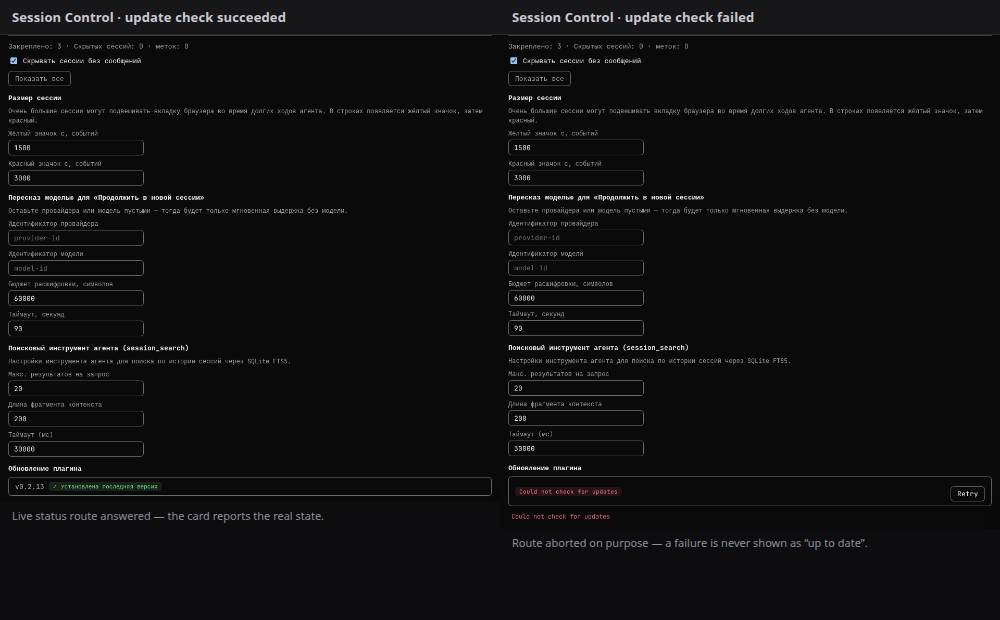 Session Control · update check succeeded
Закреплено: 3 · Скрытых сессий: 0 · меток: 0
Скрывать сессии без сообщений
Показать все
Размер сессии
Очень большие сессии могут подвешивать вкладку браузера во время долгих ходов агента. В строках появляется жёлтый значок, затем
красный.
Жёлтый значок с, событий
1500
Красный значок с, событий
3000
Пересказ моделью для «Продолжить в новой сессии»
Оставьте провайдера или модель пустыми — тогда будет только мгновенная выдержка без модели.
Идентификатор провайдера
provider-id
Идентификатор модели
model-id
Бюджет расшифровки, символов
60000
Таймаут, секунд
90
Поисковый инструмент агента (session_search)
Настройки инструмента агента для поиска по истории сессий через SQLite FTS5.
Макс. результатов на запрос
20
Длина фрагмента контекста
200
Таймаут (мс)
30000
Обновление плагина
v0.2.13 ✓ Установлена последняя версия
Live status route answered — the card reports the real state.
Session Control · update check failed
Закреплено: 3 · Скрытых сессий: 0 · меток: 0
Скрывать сессии без сообщений
Показать все
Размер сессии
Очень большие сессии могут подвешивать вкладку браузера во время долгих ходов агента. В строках появляется жёлтый значок, затем
красный.
Жёлтый значок с, событий
1500
Красный значок с, событий
3000
Пересказ моделью для «Продолжить в новой сессии»
Оставьте провайдера или модель пустыми — тогда будет только мгновенная выдержка без модели.
Идентификатор провайдера
provider-id
Идентификатор модели
model-id
Бюджет расшифровки, символов
60000
Таймаут, секунд
90
Поисковый инструмент агента (session_search)
Настройки инструмента агента для поиска по истории сессий через SQLite FTS5.
Макс. результатов на запрос
20
Длина фрагмента контекста
200
Таймаут (мс)
30000
Обновление плагина
Could not check for updates
Retry
Could not check for updates
Route aborted on purpose — a failure is never shown as “up to date”.